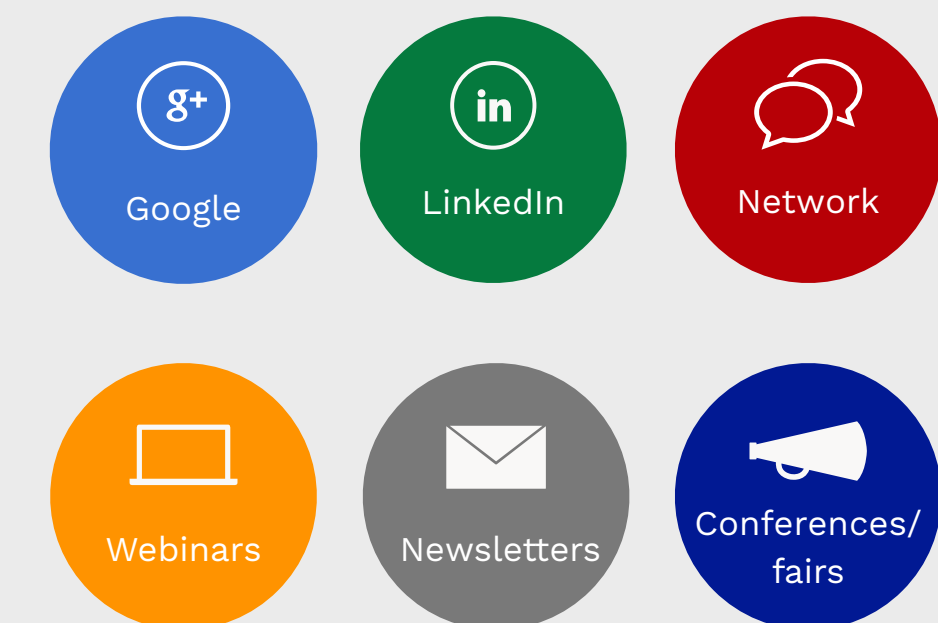 g+
in
Google
LinkedIn
Network
Webinars
Newsletters
Conferences/
fairs